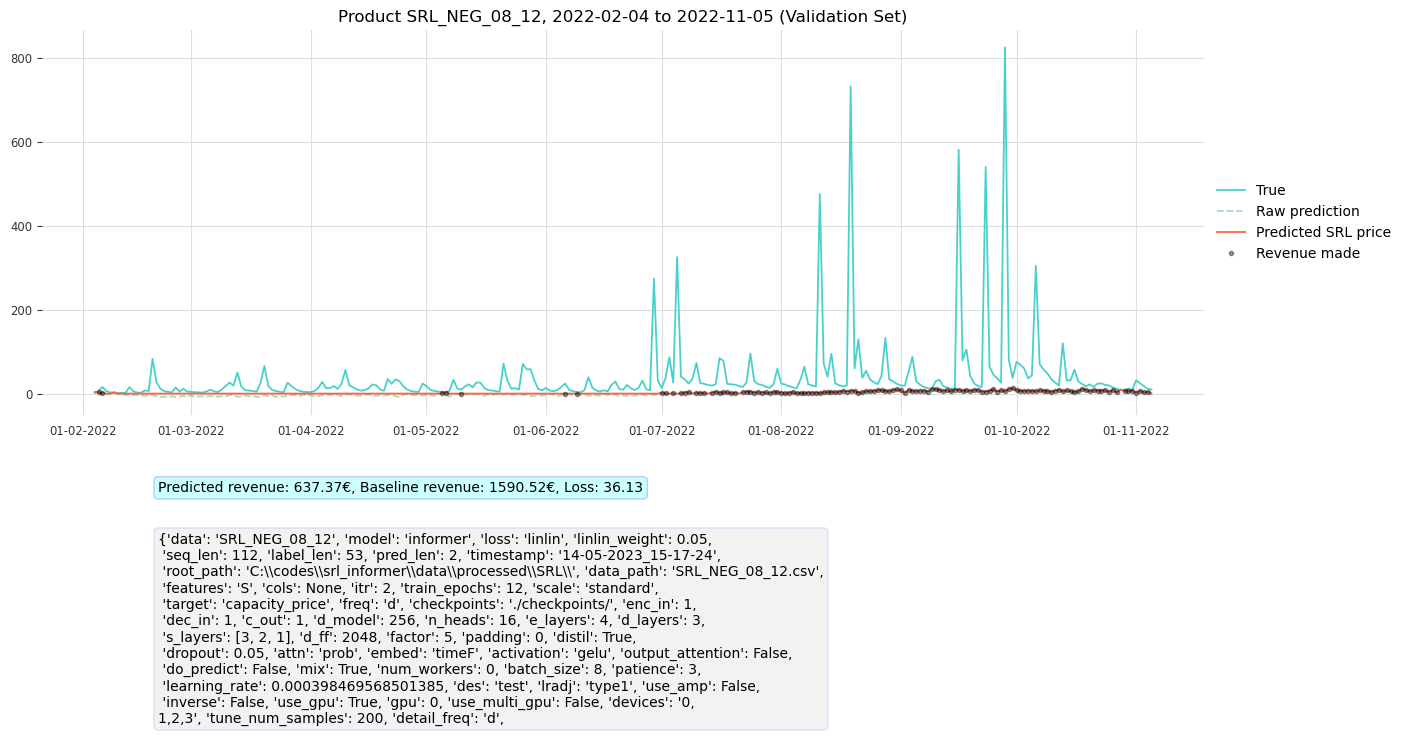 Product SRL_NEG_08_12, 2022-02-04 to 2022-11-05 (Validation Set)
800
600
400
200
0
01-02-2022 01-03-2022 01-04-2022 01-05-2022 01-06-2022 01-07-2022 01-08-2022 01-09-2022 01-10-2022 01-11-2022
True
Raw prediction
Predicted SRL price
Revenue made
Predicted revenue: 637.37€, Baseline revenue: 1590.52€, Loss: 36.13
{'data': 'SRL_NEG_08_12', 'model': 'informer', 'loss': 'linlin', 'linlin_weight': 0.05,
'seq_len': 112, 'label_len': 53, 'pred_len': 2, 'timestamp': '14-05-2023_15-17-24',
'root_path': 'C:\\codes\\srl_informer\\data\\processed\\SRL\\', 'data_path': 'SRL_NEG_08_12.csv',
'features': 'S', 'cols': None, 'itr': 2, 'train_epochs': 12, 'scale': 'standard',
'target': 'capacity_price', 'freq': 'd', 'checkpoints': './checkpoints/', 'enc_in': 1,
'dec_in': 1, 'c_out': 1, 'd_model': 256, 'n_heads': 16, 'e_layers': 4, 'd_layers': 3,
's_layers': [3, 2, 1], 'd_ff': 2048, 'factor': 5, 'padding': 0, 'distil': True,
'dropout': 0.05, 'attn': 'prob', 'embed': 'timeF', 'activation': 'gelu', 'output_attention': False,
'do_predict': False, 'mix': True, 'num_workers': 0, 'batch_size': 8, 'patience': 3,
'learning_rate': 0.000398469568501385, 'des': 'test', 'lradj': 'type1', 'use_amp': False,
'inverse': False, 'use_gpu': True, 'gpu': 0, 'use_multi_gpu': False, 'devices': '0,
1,2,3', 'tune_num_samples': 200, 'detail_freq': 'd',